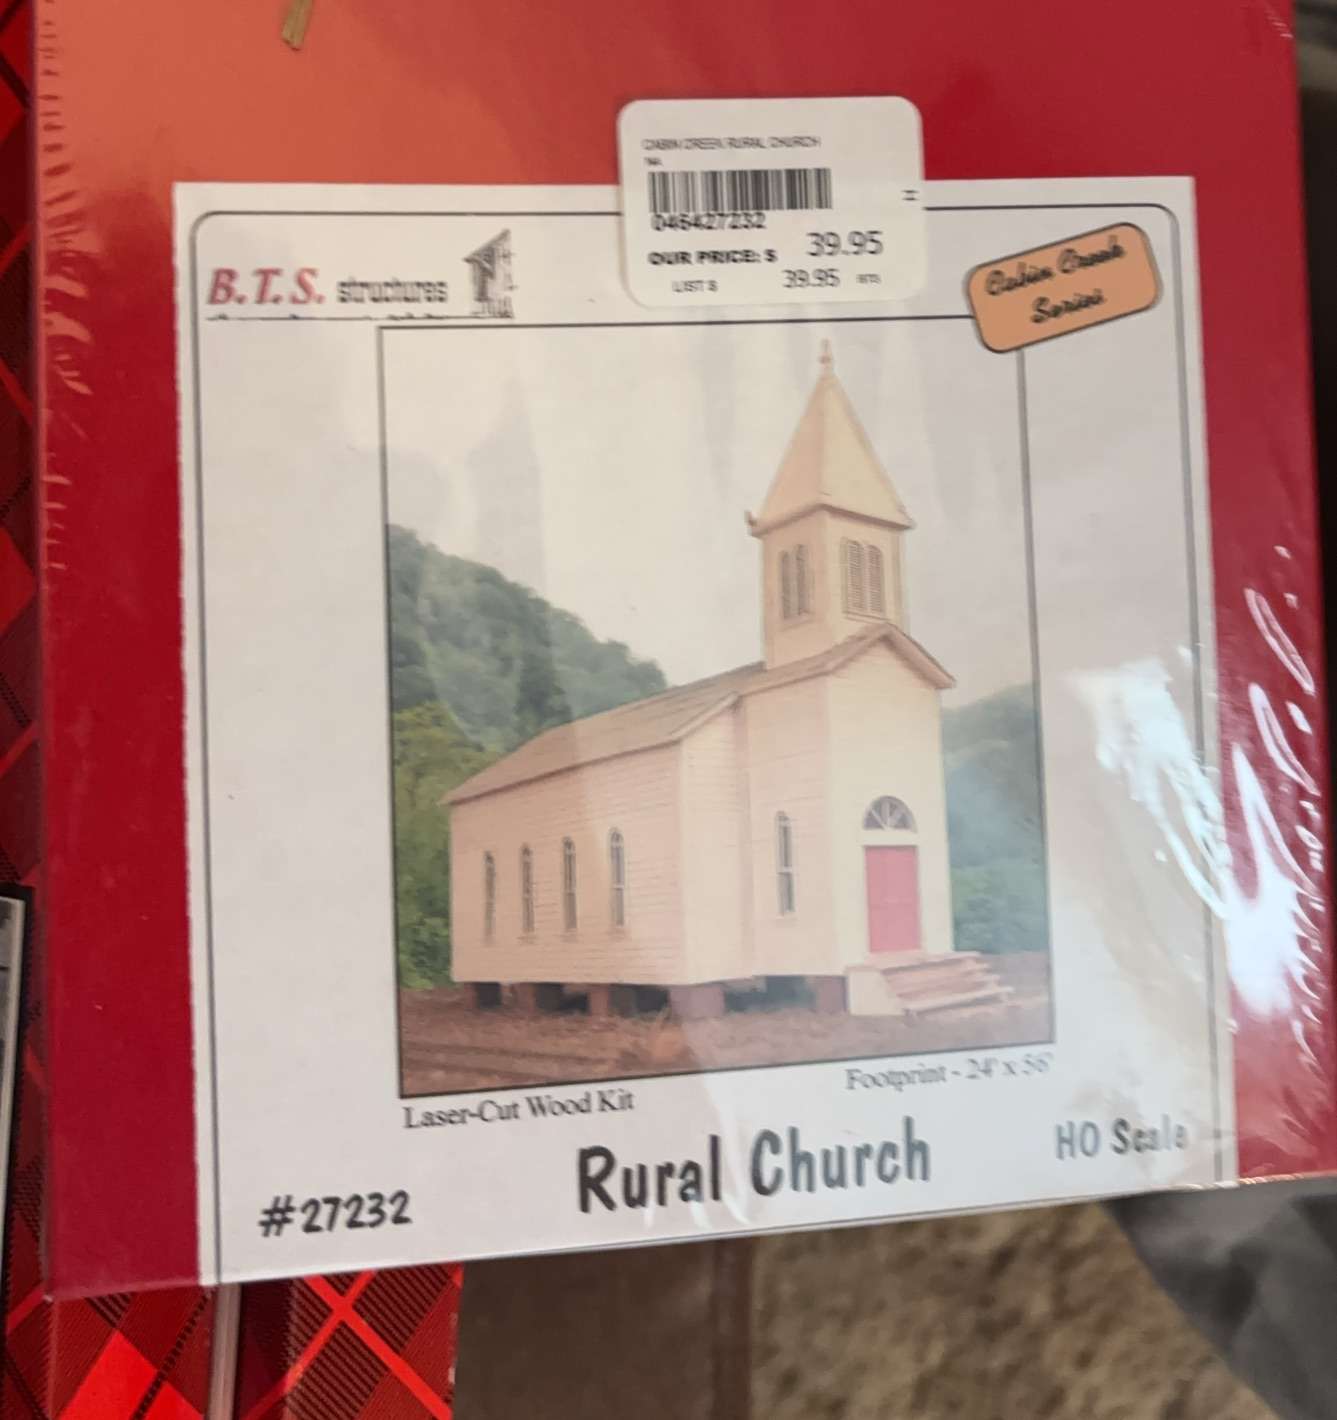 CABIN CREEK RURAL CHURCH
046427232
OUR PRICE: $ 39.95
LIST $ 39.95
B.T.S. structures
Cabin Creek
Series
Laser-Cut Wood Kit
Footprint - 24' x 56'
Rural Church
HO Scale
#27232